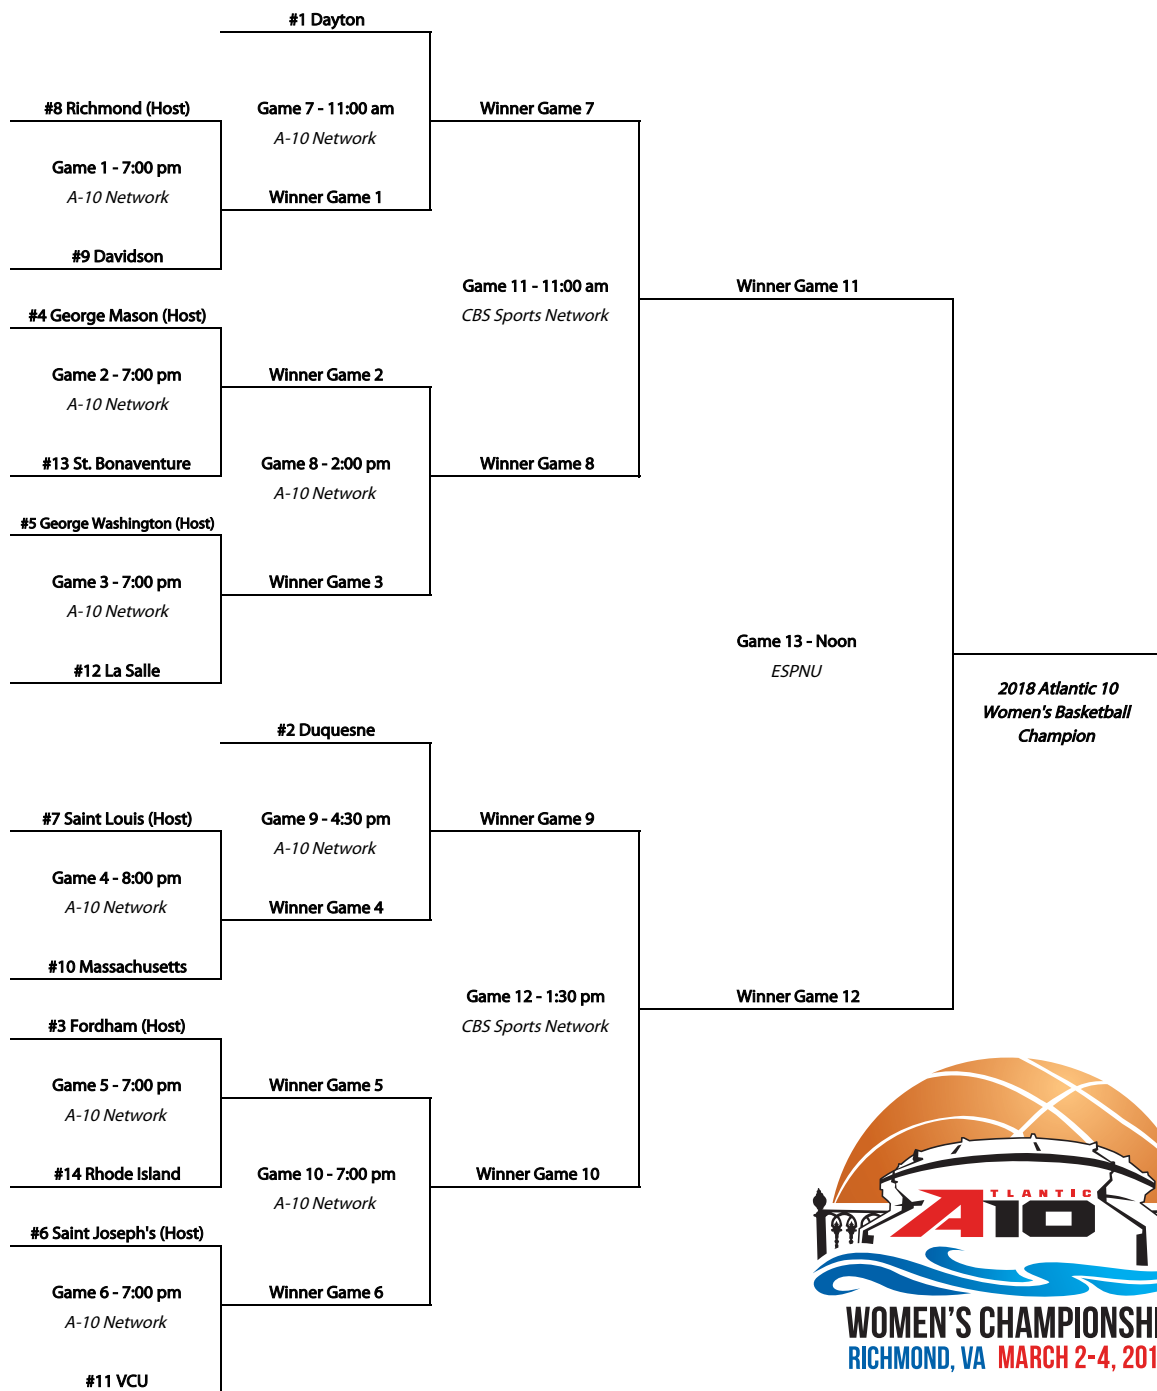 #1 Dayton
#8 Richmond (Host)
Game 7 - 11:00 am
Winner Game 7
A-10 Network
Game 1 - 7:00 pm
A-10 Network
Winner Game 1
#9 Davidson
Game 11 - 11:00 am
Winner Game 11
CBS Sports Network
#4 George Mason (Host)
Game 2 - 7:00 pm
Winner Game 2
A-10 Network
#13 St. Bonaventure
Game 8 - 2:00 pm
Winner Game 8
A-10 Network
#5 George Washington (Host)
Game 3 - 7:00 pm
Winner Game 3
A-10 Network
#12 La Salle
Game 13 - Noon
ESPNU
2018 Atlantic 10
Women's Basketball
Champion
#2 Duquesne
#7 Saint Louis (Host)
Game 9 - 4:30 pm
Winner Game 9
A-10 Network
Game 4 - 8:00 pm
A-10 Network
Winner Game 4
#10 Massachusetts
Game 12 - 1:30 pm
Winner Game 12
CBS Sports Network
#3 Fordham (Host)
Game 5 - 7:00 pm
Winner Game 5
A-10 Network
#14 Rhode Island
Game 10 - 7:00 pm
Winner Game 10
A-10 Network
#6 Saint Joseph's (Host)
Game 6 - 7:00 pm
Winner Game 6
A-10 Network
#11 VCU
ATLANTIC
A10
WOMEN'S CHAMPIONSHI
RICHMOND, VA MARCH 2-4, 201